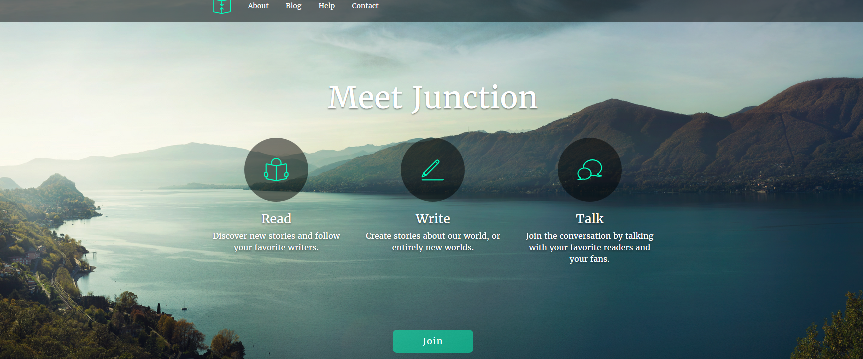 About Blog Help Contact
Meet Junction
Read
Discover new stories and follow
your favorite writers.
Write
Create stories about our world, or
entirely new worlds.
Talk
Join the conversation by talking
with your favorite readers and
your fans.
Join